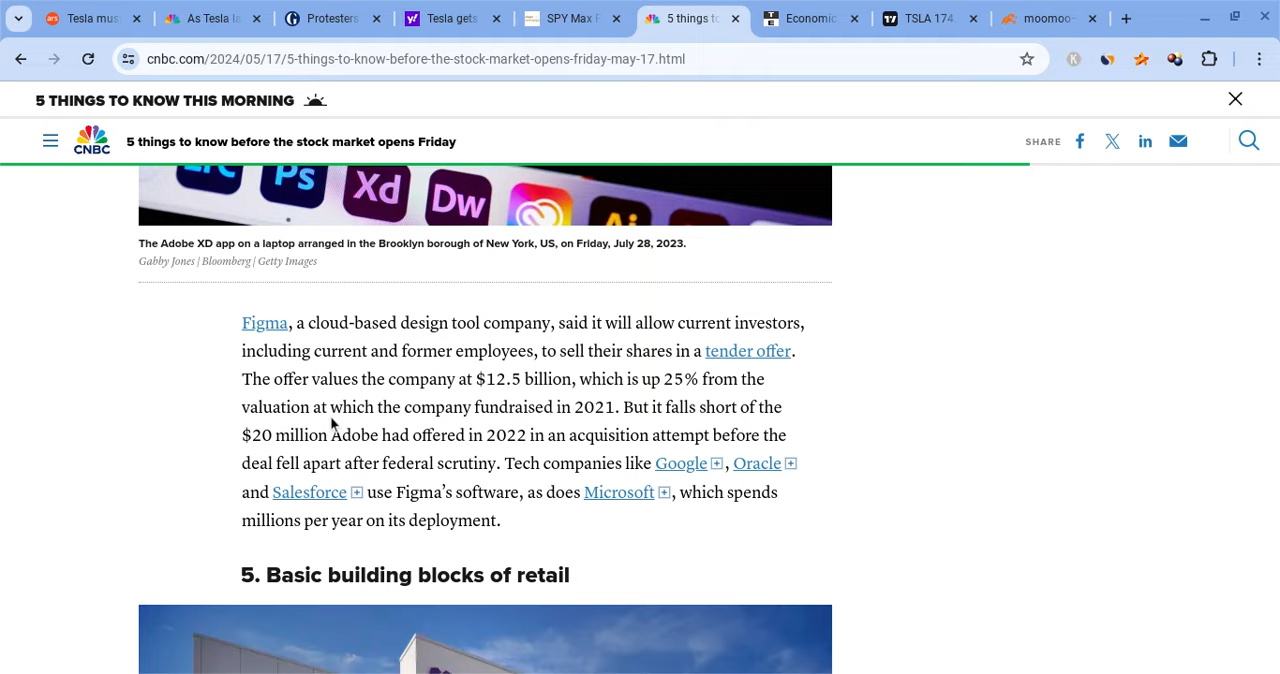 Tesla mus
As Tesla la
Protesters
Tesla gets
SPY Max P
5 things to
Economic
TSLA 174.
moomoo-
cnbc.com/2024/05/17/5-things-to-know-before-the-stock-market-opens-friday-may-17.html
5 THINGS TO KNOW THIS MORNING
CNBC
5 things to know before the stock market opens Friday
SHARE
Lrc Ps Xd Dw Ai
The Adobe XD app on a laptop arranged in the Brooklyn borough of New York, US, on Friday, July 28, 2023.
Gabby Jones | Bloomberg | Getty Images
Figma, a cloud-based design tool company, said it will allow current investors,
including current and former employees, to sell their shares in a tender offer.
The offer values the company at $12.5 billion, which is up 25% from the
valuation at which the company fundraised in 2021. But it falls short of the
$20 million Adobe had offered in 2022 in an acquisition attempt before the
deal fell apart after federal scrutiny. Tech companies like Google, Oracle
and Salesforce use Figma's software, as does Microsoft, which spends
millions per year on its deployment.
5. Basic building blocks of retail